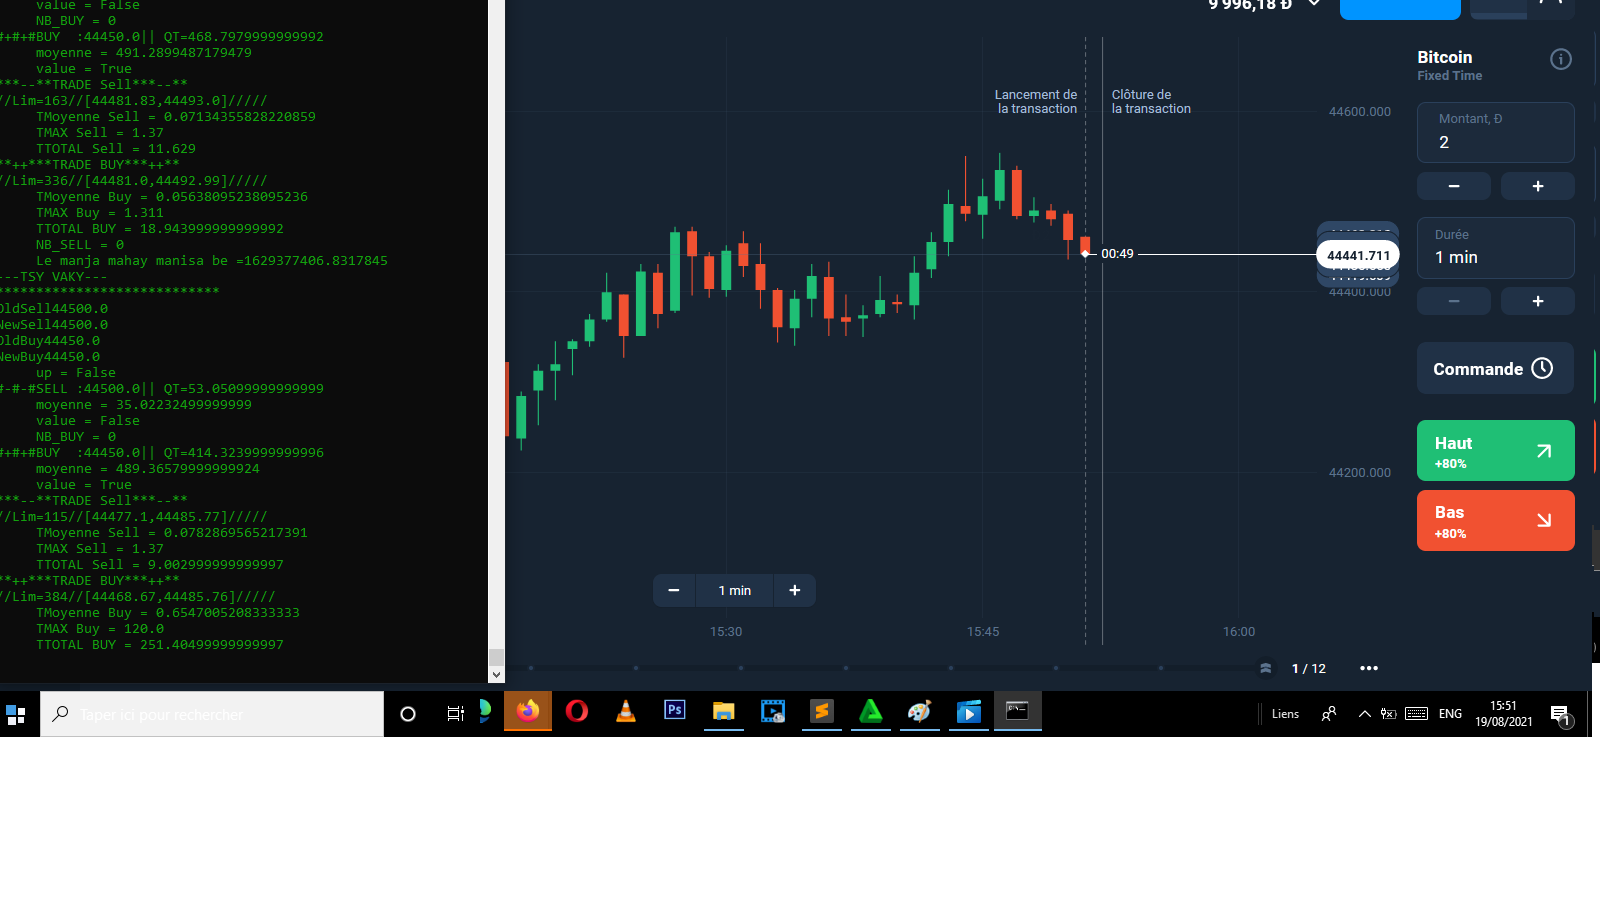 value = False
NB_BUY = 0
#+#+#BUY  :44450.0|| QT=468.7979999999992
moyenne = 491.2899487179479
value = True
***--**TRADE Sell***--**
//Lim=163//[44481.83,44493.0]/////
TMoyenne Sell = 0.07134355828220859
TMAX Sell = 1.37
TTOTAL Sell = 11.629
**++***TRADE BUY***++**
//Lim=336//[44481.0,44492.99]/////
TMoyenne Buy = 0.05638095238095236
TMAX Buy = 1.311
TTOTAL BUY = 18.943999999999992
NB_SELL = 0
Le manja mahay manisa be =1629377406.8317845
---TSY VAKY---
****************************
OldSell44500.0
NewSell44500.0
OldBuy44450.0
NewBuy44450.0
up = False
#-#-#SELL :44500.0|| QT=53.05099999999999
moyenne = 35.02232499999999
value = False
NB_BUY = 0
#+#+#BUY  :44450.0|| QT=414.3239999999996
moyenne = 489.36579999999924
value = True
***--**TRADE Sell***--**
//Lim=115//[44477.1,44485.77]/////
TMoyenne Sell = 0.0782869565217391
TMAX Sell = 1.37
TTOTAL Sell = 9.002999999999997
**++***TRADE BUY***++**
//Lim=384//[44468.67,44485.76]/////
TMoyenne Buy = 0.6547005208333333
TMAX Buy = 120.0
TTOTAL BUY = 251.40499999999997
9 996,18 Đ
Lancement de
la transaction
Clôture de
la transaction
44600.000
00:49
44441.711
44400.000
44200.000
1 min
15:30
15:45
16:00
1 / 12
Bitcoin
Fixed Time
Montant, Đ
2
Durée
1 min
Commande
Haut
+80%
Bas
+80%
Taper ici pour rechercher
Ps
Liens
ENG
15:51
19/08/2021
1